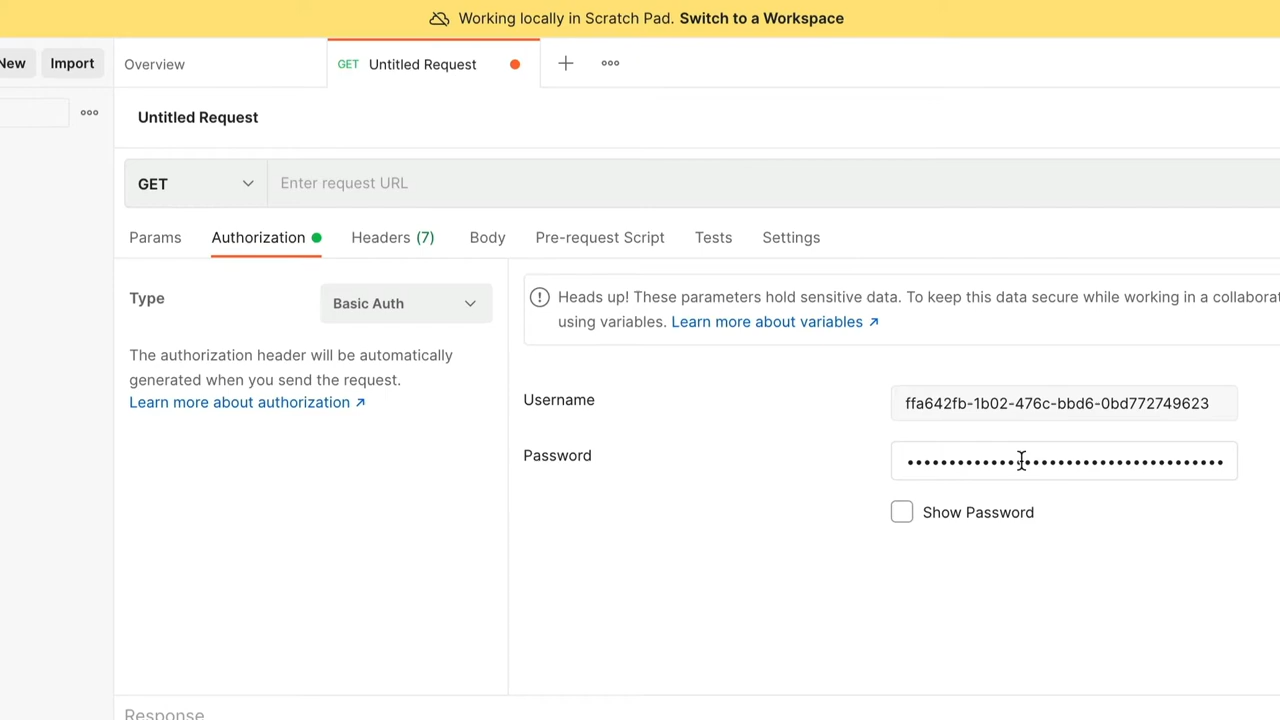 Working locally in Scratch Pad. Switch to a Workspace
New
Import
Overview
GET Untitled Request
Untitled Request
GET
Enter request URL
Params
Authorization
Headers (7)
Body
Pre-request Script
Tests
Settings
Type
Basic Auth
The authorization header will be automatically
generated when you send the request.
Learn more about authorization ↗
Heads up! These parameters hold sensitive data. To keep this data secure while working in a collaborat
using variables. Learn more about variables ↗
Username
ffa642fb-1b02-476c-bbd6-0bd772749623
Password
Show Password
Response